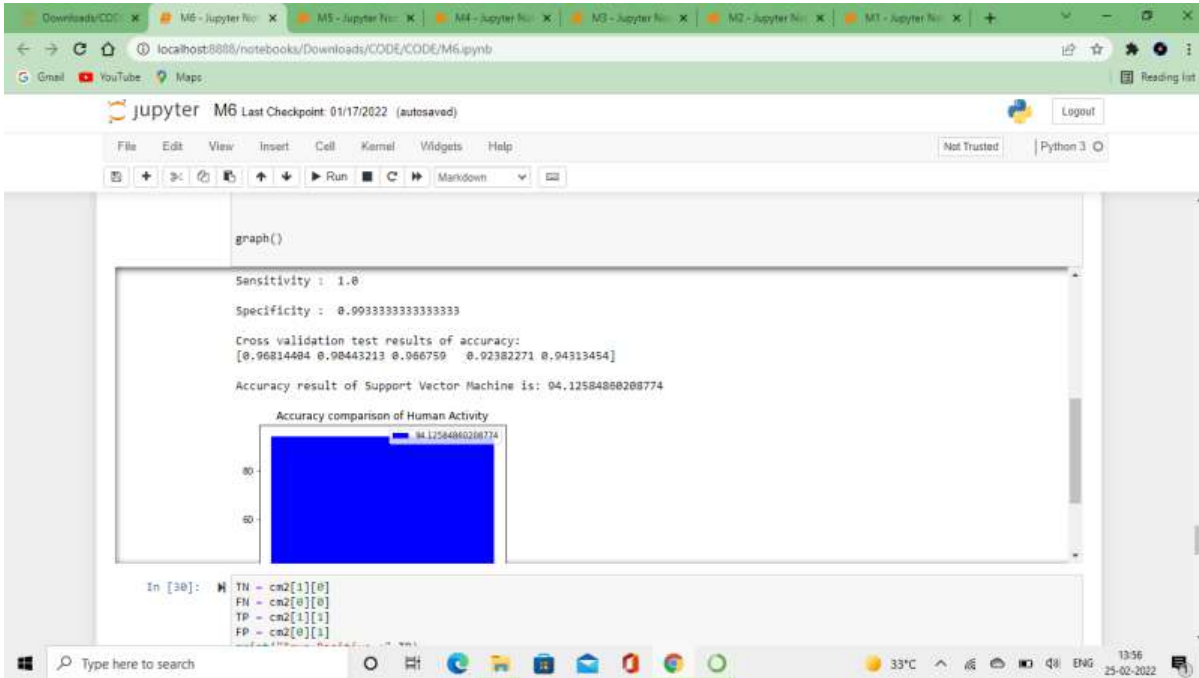 Downloads/COD
M6 - Jupyter No
M5 - Jupyter No
M4 - Jupyter No
M3 - Jupyter No
M2 - Jupyter No
M1 - Jupyter No
localhost:8888/notebooks/Downloads/CODE/CODE/M6.ipynb
Gmail YouTube Maps Reading list
jupyter M6 Last Checkpoint: 01/17/2022 (autosaved) Logout
File Edit View Insert Cell Kernel Widgets Help Not Trusted Python 3
Run Markdown
graph()
Sensitivity : 1.0
Specificity : 0.9933333333333333
Cross validation test results of accuracy:
[0.96814404 0.90443213 0.966759 0.92382271 0.94313454]
Accuracy result of Support Vector Machine is: 94.12584860208774
Accuracy comparison of Human Activity
94.12584860208774
80
60
In [30]: TN = cm2[1][0]
FN = cm2[0][0]
TP = cm2[1][1]
FP = cm2[0][1]
Type here to search 33°C ENG 13:56
25-02-2022